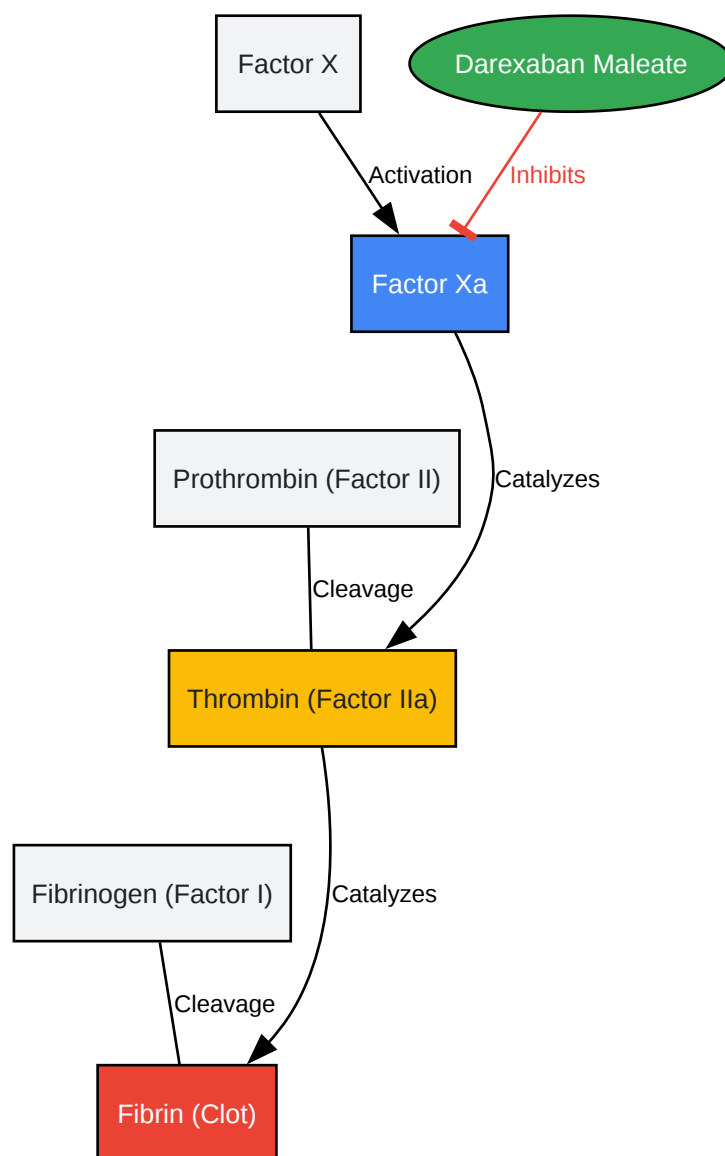 Factor X
Darexaban Maleate
Activation
Inhibits
Factor Xa
Prothrombin (Factor II)
Catalyzes
Cleavage
Thrombin (Factor IIa)
Fibrinogen (Factor I)
Catalyzes
Cleavage
Fibrin (Clot)